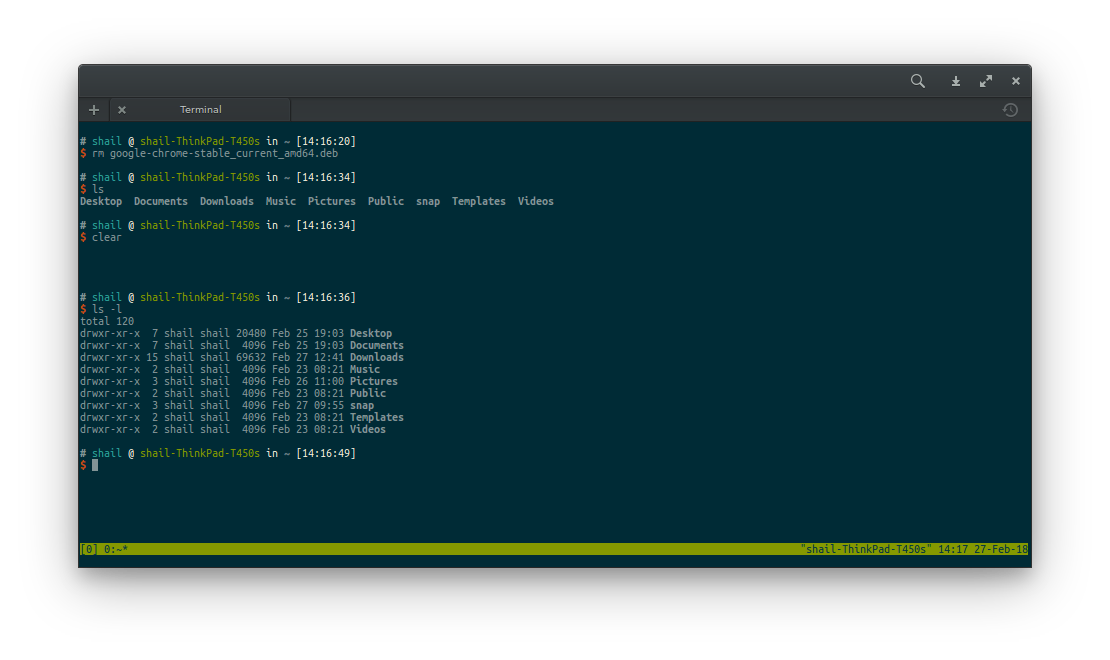 Terminal
# shail @ shail-ThinkPad-T450s in ~ [14:16:20]
$ rm google-chrome-stable_current_amd64.deb
# shail @ shail-ThinkPad-T450s in ~ [14:16:34]
$ ls
Desktop  Documents  Downloads  Music  Pictures  Public  snap  Templates  Videos
# shail @ shail-ThinkPad-T450s in ~ [14:16:34]
$ clear
# shail @ shail-ThinkPad-T450s in ~ [14:16:36]
$ ls -l
total 120
drwxr-xr-x  7 shail shail 20480 Feb 25 19:03 Desktop
drwxr-xr-x  7 shail shail  4096 Feb 25 19:03 Documents
drwxr-xr-x 15 shail shail 69632 Feb 27 12:41 Downloads
drwxr-xr-x  2 shail shail  4096 Feb 23 08:21 Music
drwxr-xr-x  3 shail shail  4096 Feb 26 11:00 Pictures
drwxr-xr-x  2 shail shail  4096 Feb 23 08:21 Public
drwxr-xr-x  3 shail shail  4096 Feb 27 09:55 snap
drwxr-xr-x  2 shail shail  4096 Feb 23 08:21 Templates
drwxr-xr-x  2 shail shail  4096 Feb 23 08:21 Videos
# shail @ shail-ThinkPad-T450s in ~ [14:16:49]
$
[0] 0:~* "shail-ThinkPad-T450s" 14:17 27-Feb-18